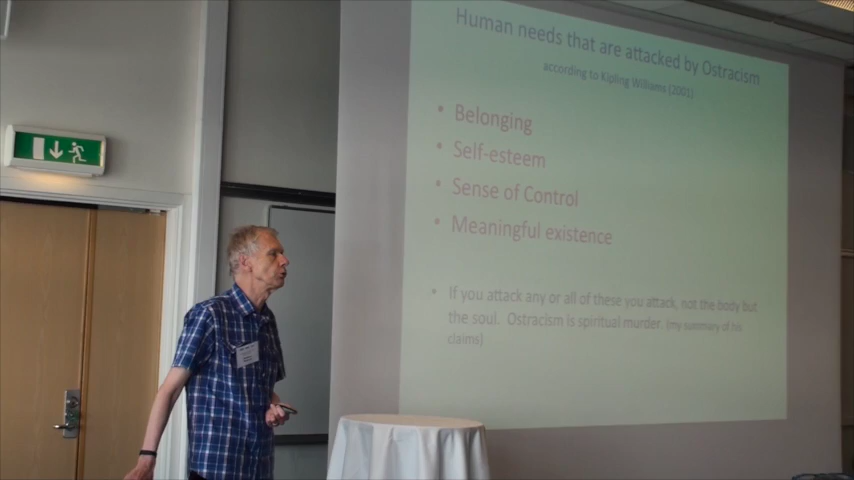 Human needs that are attacked by Ostracism
according to Kipling Williams (2001)
• Belonging
• Self-esteem
• Sense of Control
• Meaningful existence
• If you attack any or all of these you attack, not the body but
the soul. Ostracism is spiritual murder (my summary of his
claims)